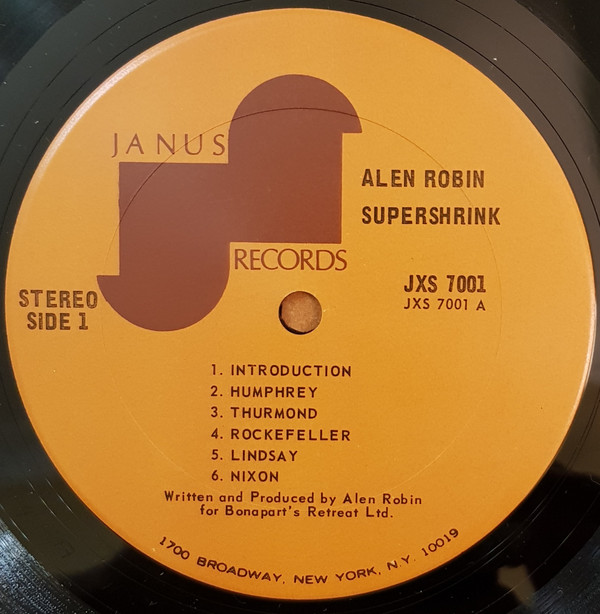 JANUS
RECORDS
ALEN ROBIN
SUPERSHRINK
STEREO
SIDE 1
JXS 7001
JXS 7001 A
1. INTRODUCTION
2. HUMPHREY
3. THURMOND
4. ROCKEFELLER
5. LINDSAY
6. NIXON
Written and Produced by Alen Robin
for Bonapart's Retreat Ltd.
1700 BROADWAY, NEW YORK, N.Y. 10019